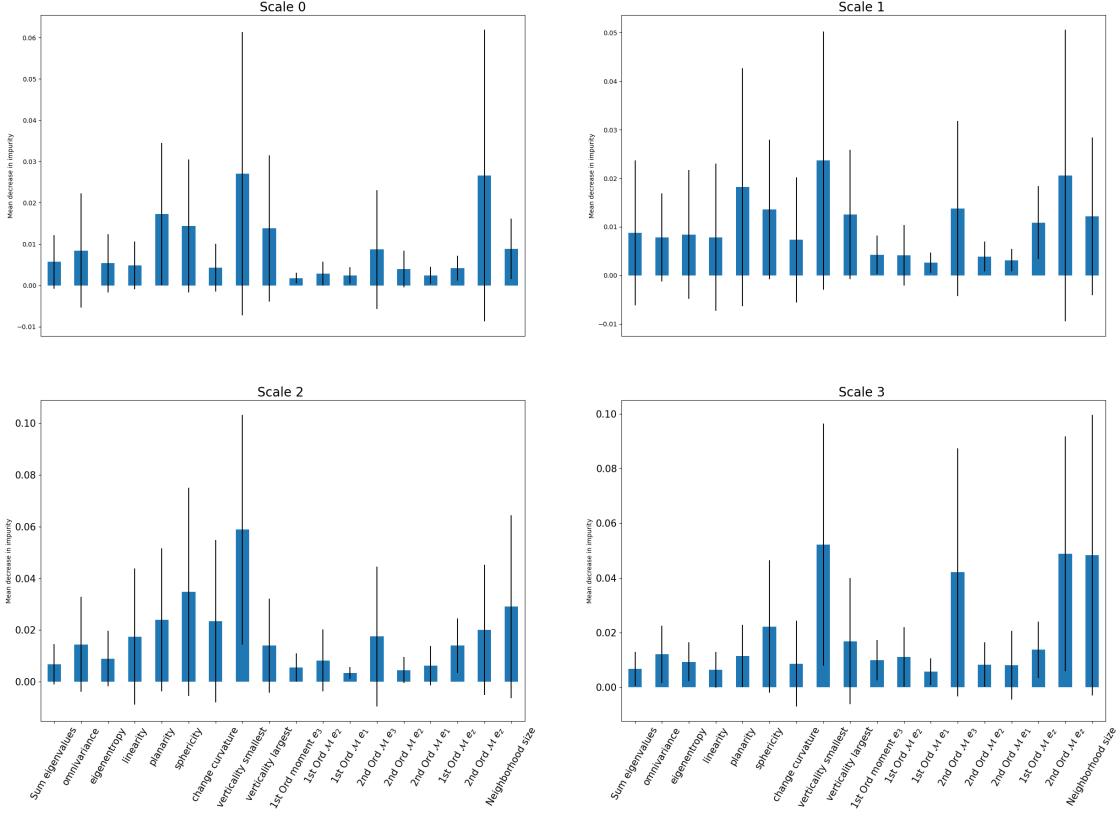 Scale 0
Mean decrease in impurity
0.06
0.05
0.04
0.03
0.02
0.01
0.00
−0.01
Scale 1
Mean decrease in impurity
0.05
0.04
0.03
0.02
0.01
0.00
−0.01
Scale 2
Mean decrease in impurity
0.10
0.08
0.06
0.04
0.02
0.00
Sum eigenvalues
omnivariance
eigenentropy
linearity
planarity
sphericity
change curvature
verticality smallest
verticality largest
1st Ord moment e₃
1st Ord ℳ e₂
1st Ord ℳ e₁
2nd Ord ℳ e₃
2nd Ord ℳ e₂
2nd Ord ℳ e₁
1st Ord ℳ e_z
2nd Ord ℳ e_z
Neighborhood size
Scale 3
Mean decrease in impurity
0.10
0.08
0.06
0.04
0.02
0.00
Sum eigenvalues
omnivariance
eigenentropy
linearity
planarity
sphericity
change curvature
verticality smallest
verticality largest
1st Ord moment e₃
1st Ord ℳ e₂
1st Ord ℳ e₁
2nd Ord ℳ e₃
2nd Ord ℳ e₂
2nd Ord ℳ e₁
1st Ord ℳ e_z
2nd Ord ℳ e_z
Neighborhood size